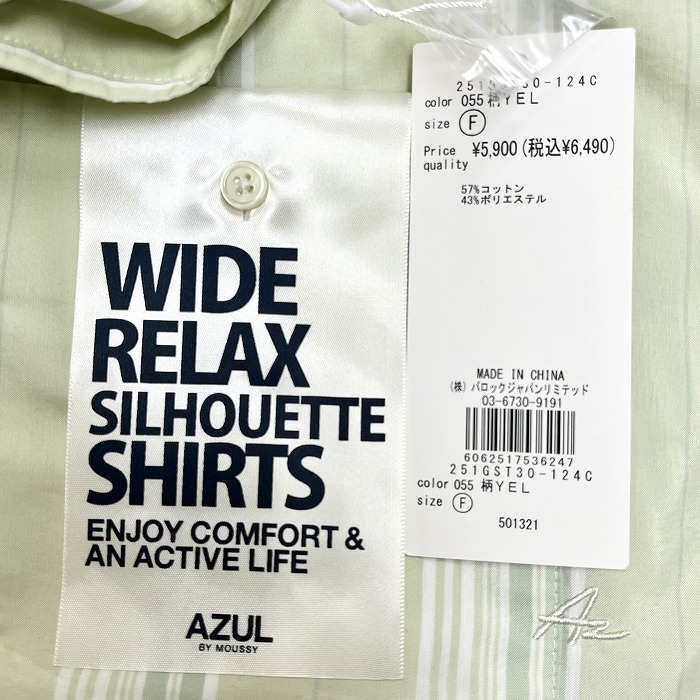 WIDE
RELAX
SILHOUETTE
SHIRTS
ENJOY COMFORT &
AN ACTIVE LIFE
AZUL
BY MOUSSY
color 055 柄YEL
size F
Price ¥5,900(税込¥6,490)
quality
57%コットン
43%ポリエステル
MADE IN CHINA
(株) バロックジャパンリミテッド
03-6730-9191
6062517536247
251GST30-124C
color 055 柄YEL
size F
501321
Az